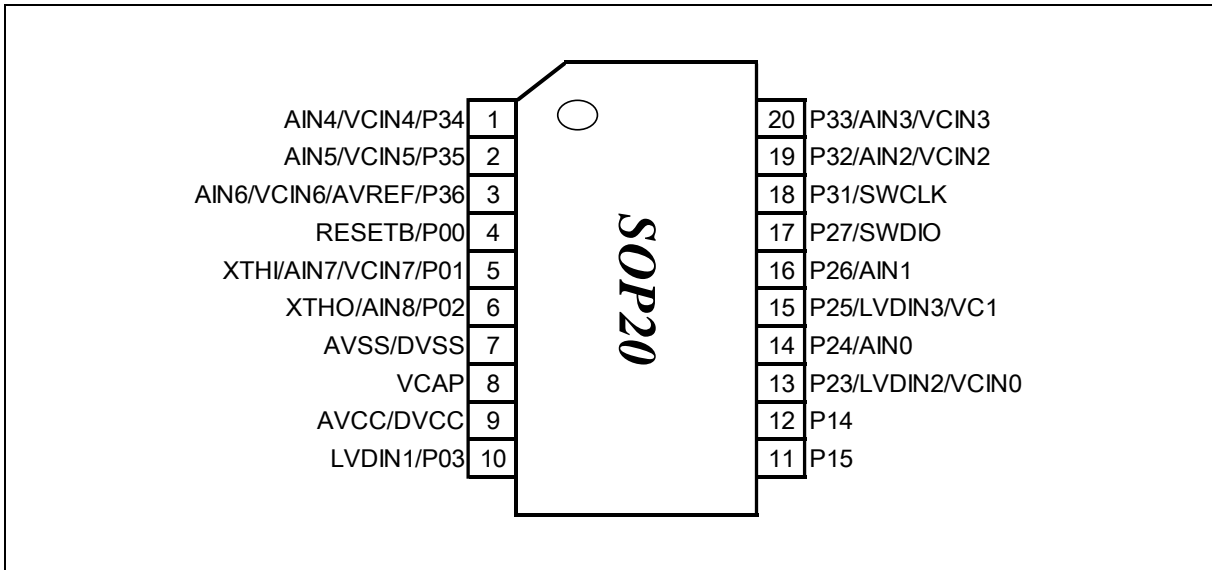 AIN4/VCIN4/P34 1 20 P33/AIN3/VCIN3
AIN5/VCIN5/P35 2 19 P32/AIN2/VCIN2
AIN6/VCIN6/AVREF/P36 3 18 P31/SWCLK
RESETB/P00 4 17 P27/SWDIO
XTHI/AIN7/VCIN7/P01 5 16 P26/AIN1
XTHO/AIN8/P02 6 15 P25/LVDIN3/VC1
AVSS/DVSS 7 14 P24/AIN0
VCAP 8 13 P23/LVDIN2/VCIN0
AVCC/DVCC 9 12 P14
LVDIN1/P03 10 11 P15
SOP20